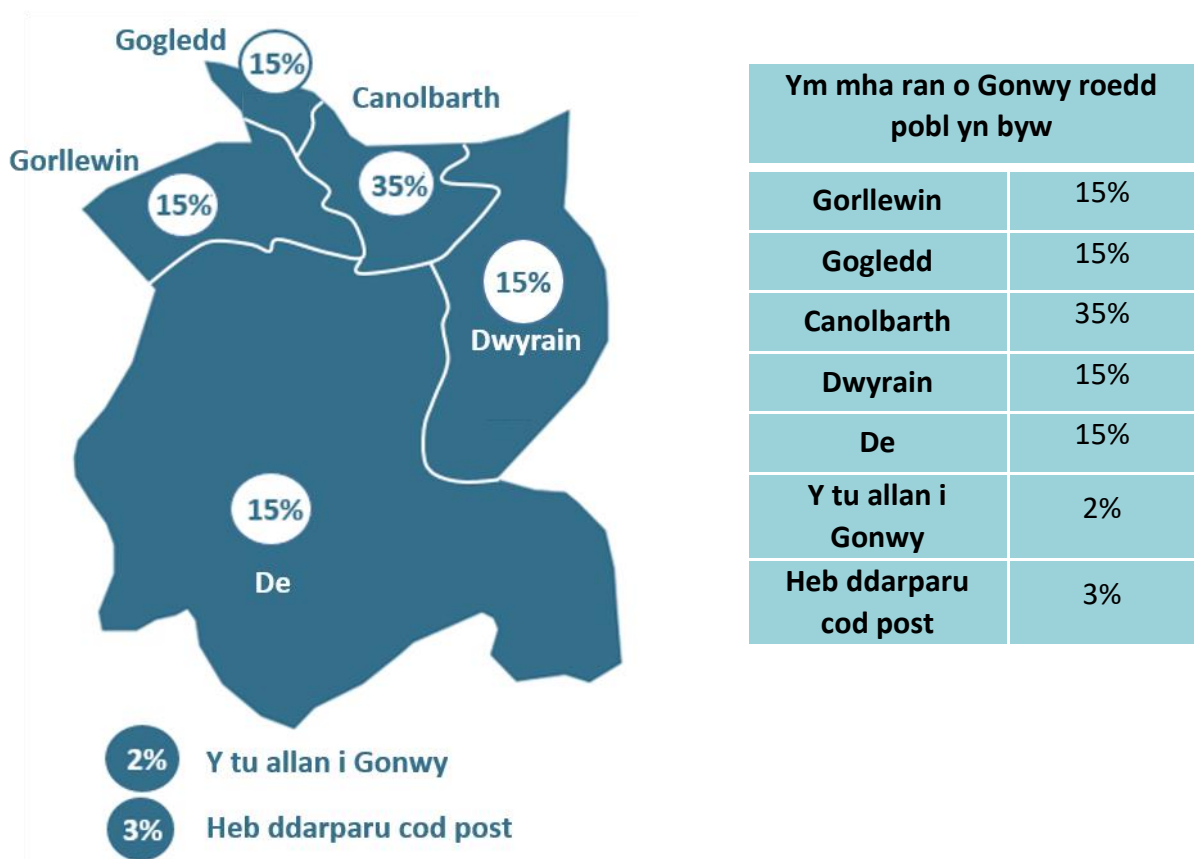 Gogledd
15%
Canolbarth
Gorllewin
35%
15%
15%
Dwyrain
15%
De
2% Y tu allan i Gonwy
3% Heb ddarparu cod post
Ym mha ran o Gonwy roedd
pobl yn byw
Gorllewin 15%
Gogledd 15%
Canolbarth 35%
Dwyrain 15%
De 15%
Y tu allan i
Gonwy 2%
Heb ddarparu
cod post 3%